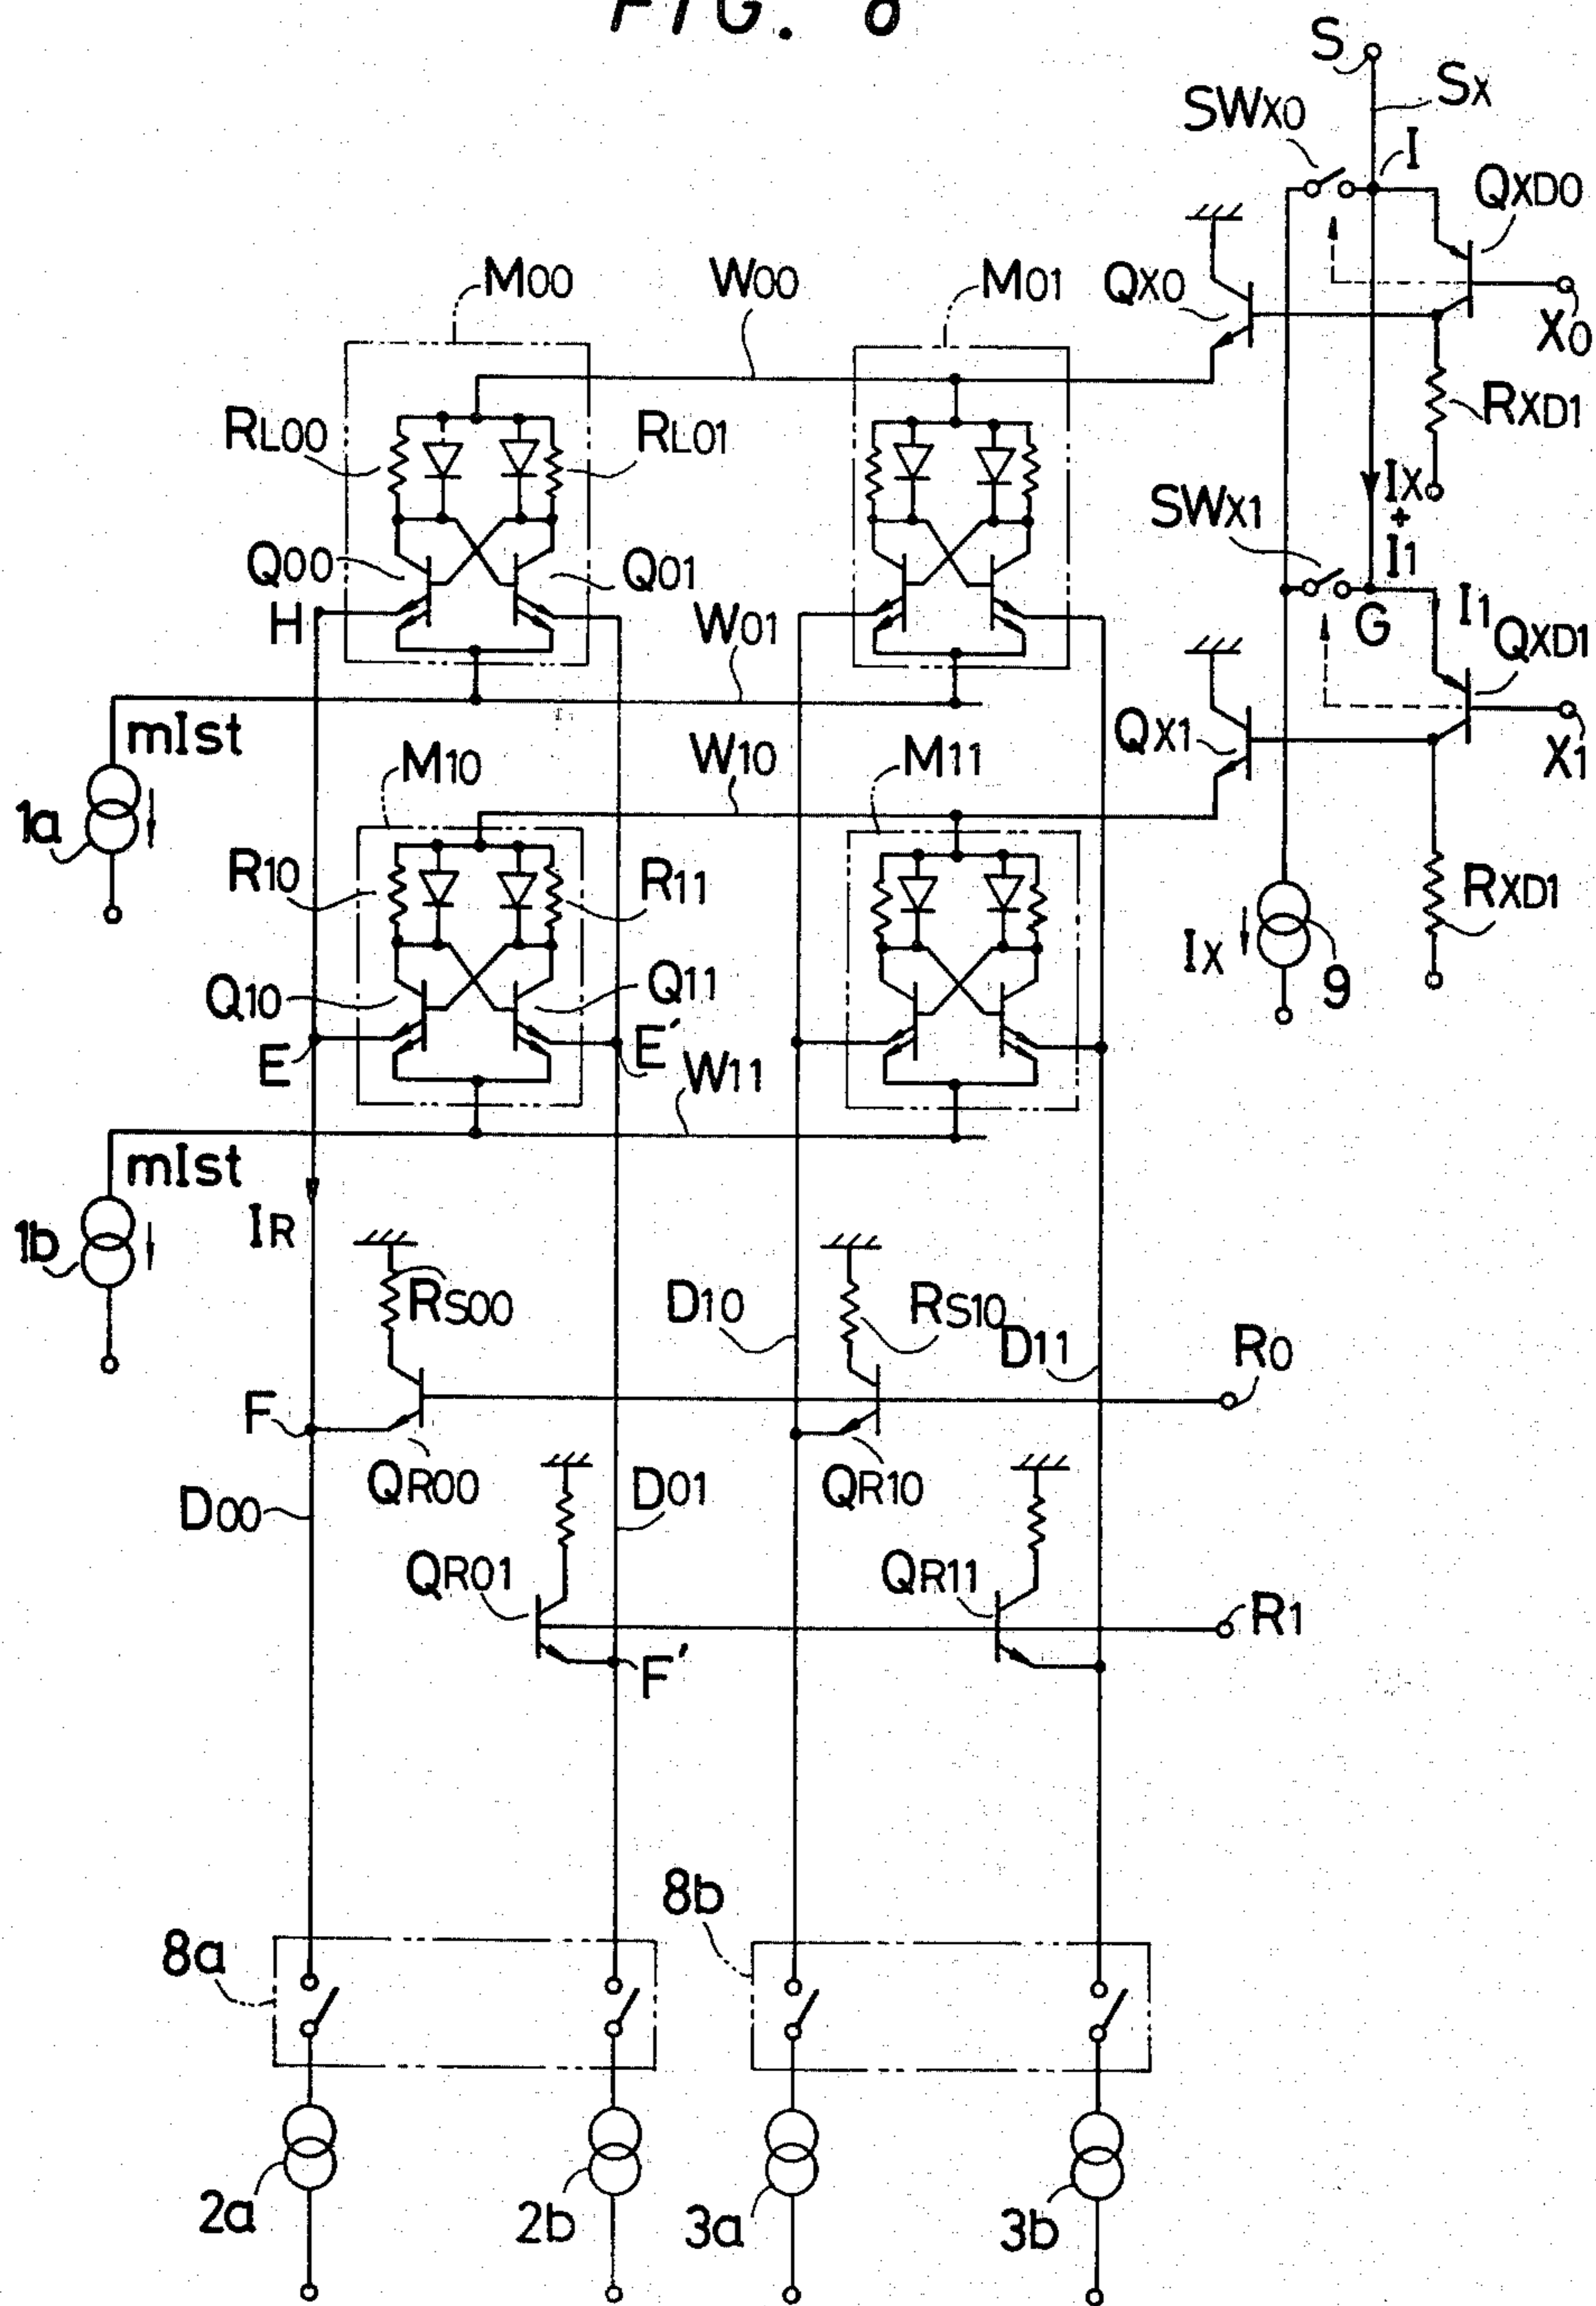 FIG. 8
S
SX
SWX0
I
QXD0
M00
W00
M01
QX0
X0
RL00
RL01
RXD1
IX
+
I1
SWX1
Q00
Q01
H
W01
G
I1
QXD1
mIst
M10
W10
M11
QX1
X1
1a
R10
R11
RXD1
IX
9
Q10
Q11
E
E'
W11
mIst
1b
IR
RS00
D10
RS10
D11
R0
F
QR00
D01
QR10
D00
QR01
QR11
R1
F'
8a
8b
2a
2b
3a
3b